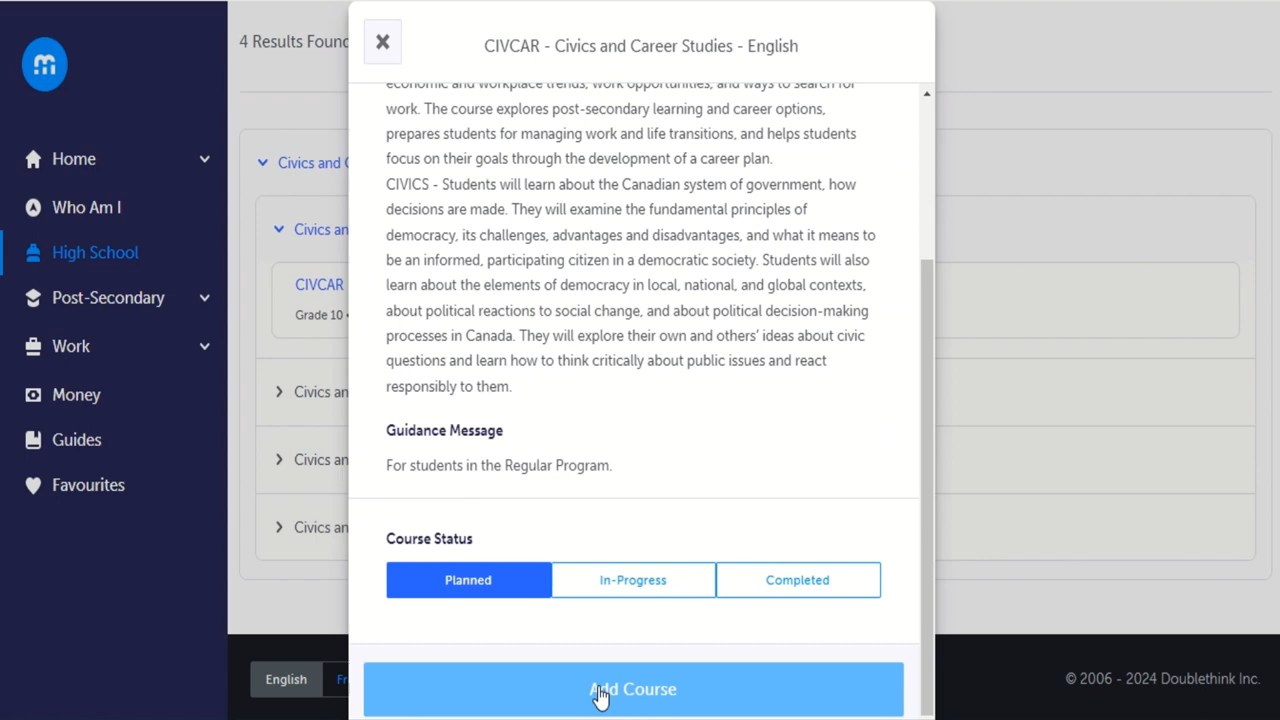 m
Home
Who Am I
High School
Post-Secondary
Work
Money
Guides
Favourites
4 Results Found
Civics and
Civics an
CIVCAR
Grade 10 •
Civics an
Civics an
Civics an
English
© 2006 - 2024 Doublethink Inc.
CIVCAR - Civics and Career Studies - English
economic and workplace trends, work opportunities, and ways to search for
work. The course explores post-secondary learning and career options,
prepares students for managing work and life transitions, and helps students
focus on their goals through the development of a career plan.
CIVICS - Students will learn about the Canadian system of government, how
decisions are made. They will examine the fundamental principles of
democracy, its challenges, advantages and disadvantages, and what it means to
be an informed, participating citizen in a democratic society. Students will also
learn about the elements of democracy in local, national, and global contexts,
about political reactions to social change, and about political decision-making
processes in Canada. They will explore their own and others' ideas about civic
questions and learn how to think critically about public issues and react
responsibly to them.
Guidance Message
For students in the Regular Program.
Course Status
Planned
In-Progress
Completed
Add Course